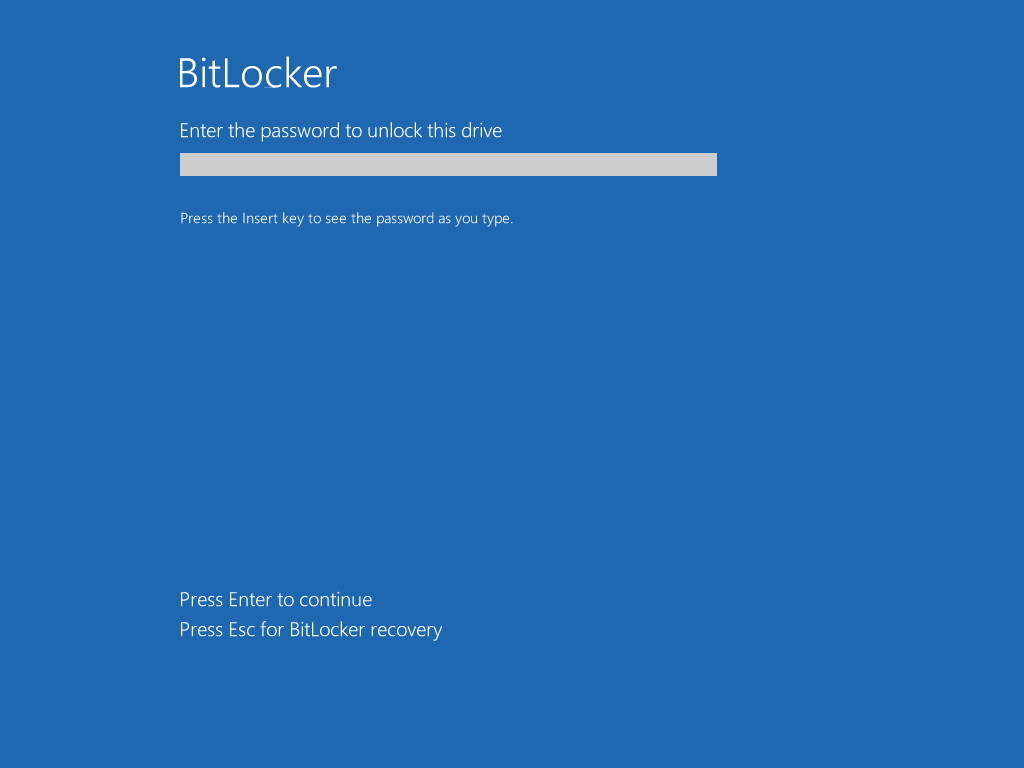 BitLocker
Enter the password to unlock this drive
Press the Insert key to see the password as you type.
Press Enter to continue
Press Esc for BitLocker recovery